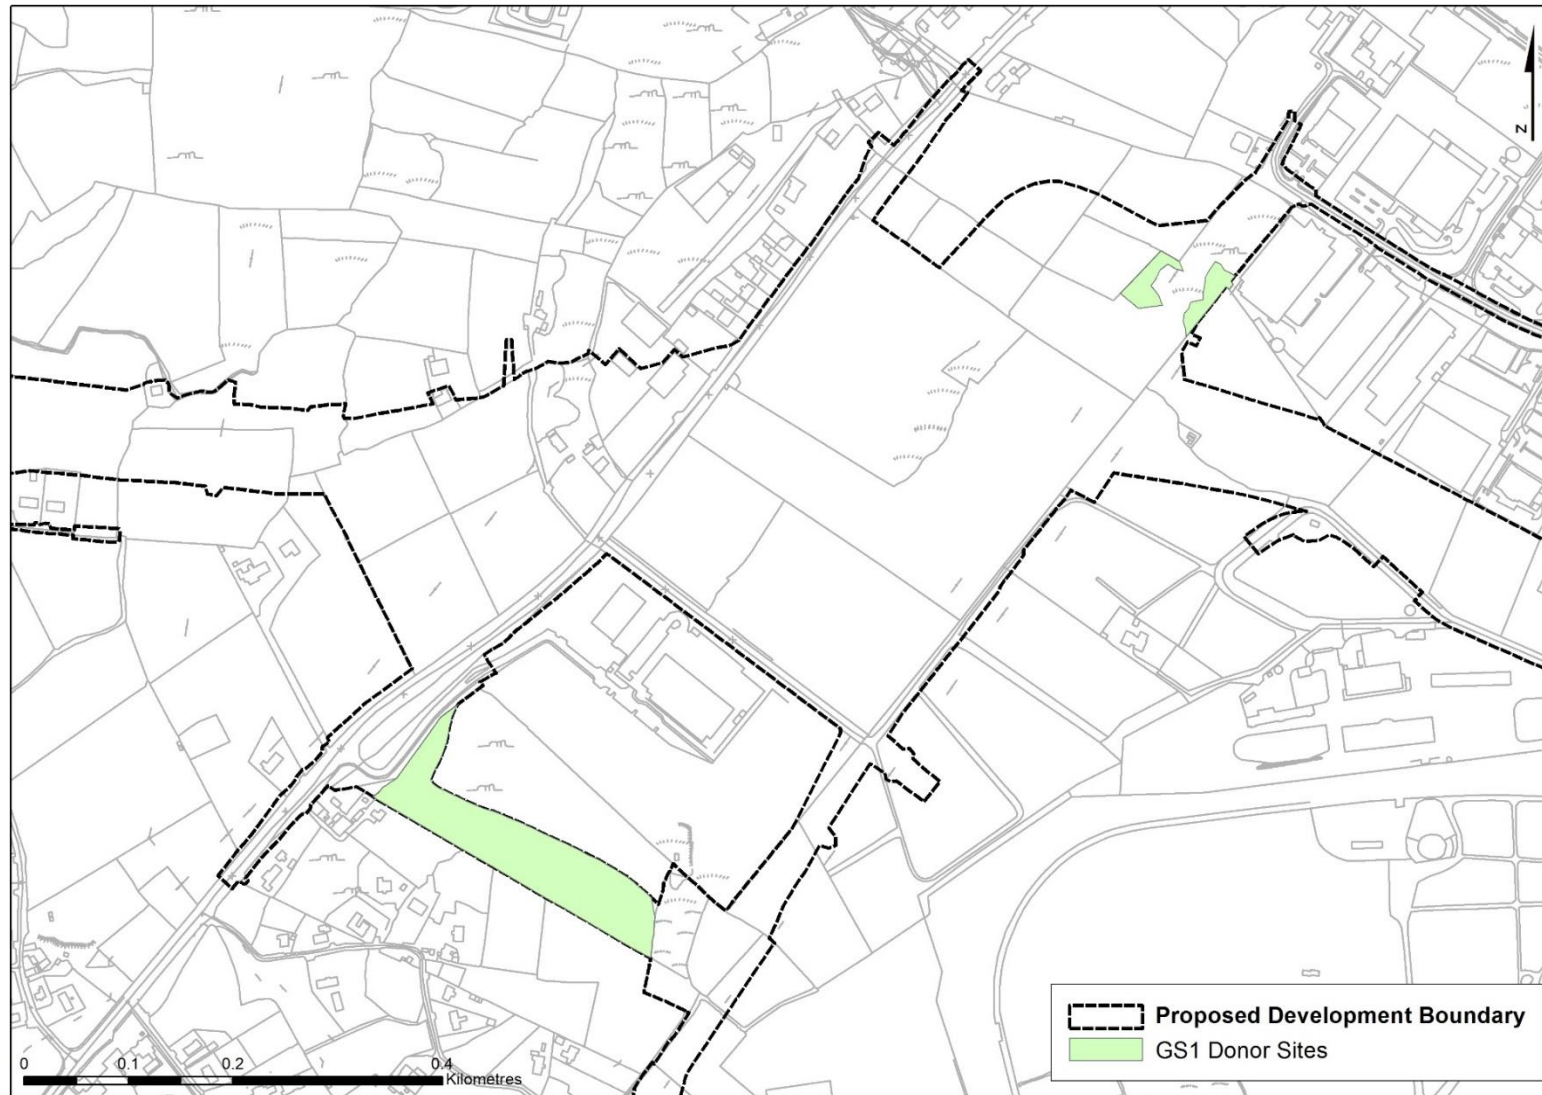 N
Proposed Development Boundary
GS1 Donor Sites
0 0.1 0.2 0.4
Kilometres